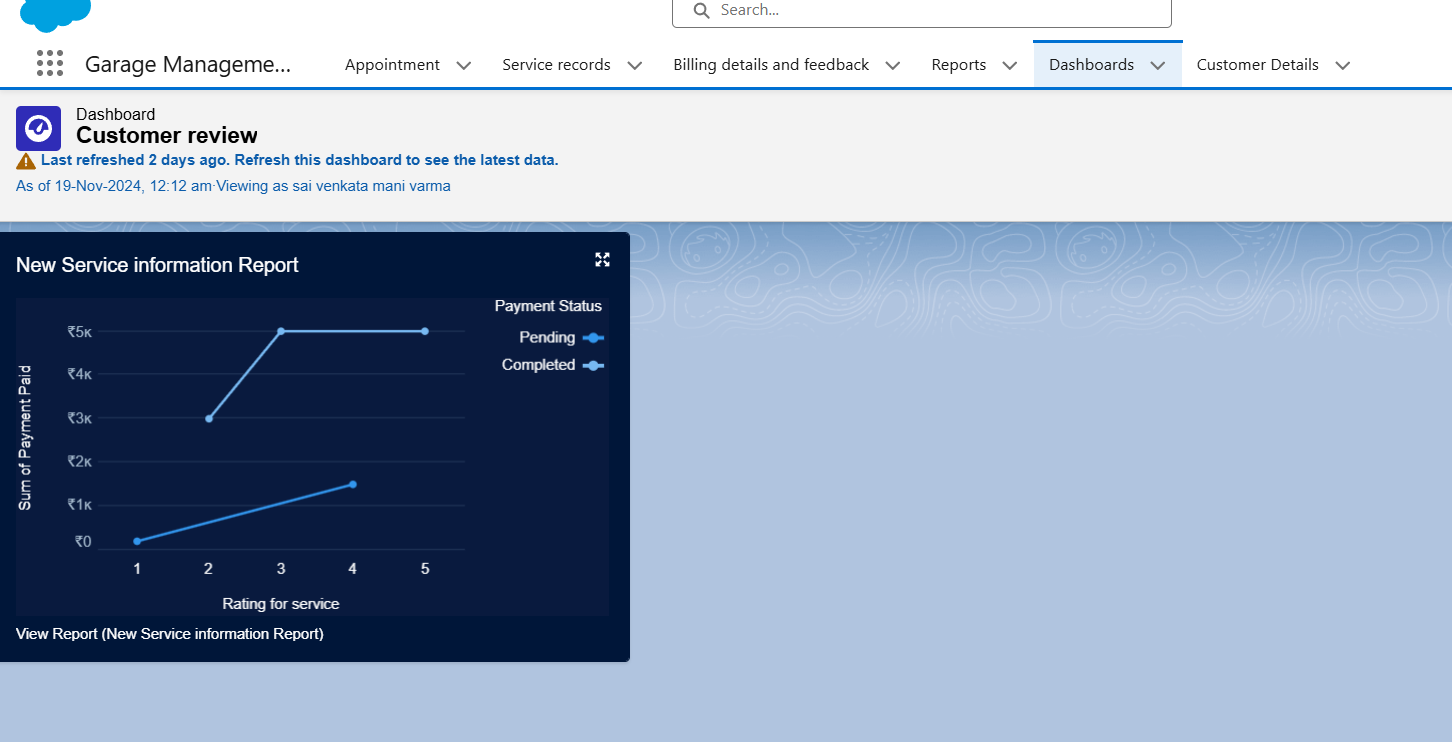 Search...
Garage Manageme...
Appointment
Service records
Billing details and feedback
Reports
Dashboards
Customer Details
Dashboard
Customer review
Last refreshed 2 days ago. Refresh this dashboard to see the latest data.
As of 19-Nov-2024, 12:12 am·Viewing as sai venkata mani varma
New Service information Report
Payment Status
Pending
Completed
Sum of Payment Paid
₹5K
₹4K
₹3K
₹2K
₹1K
₹0
1 2 3 4 5
Rating for service
View Report (New Service information Report)